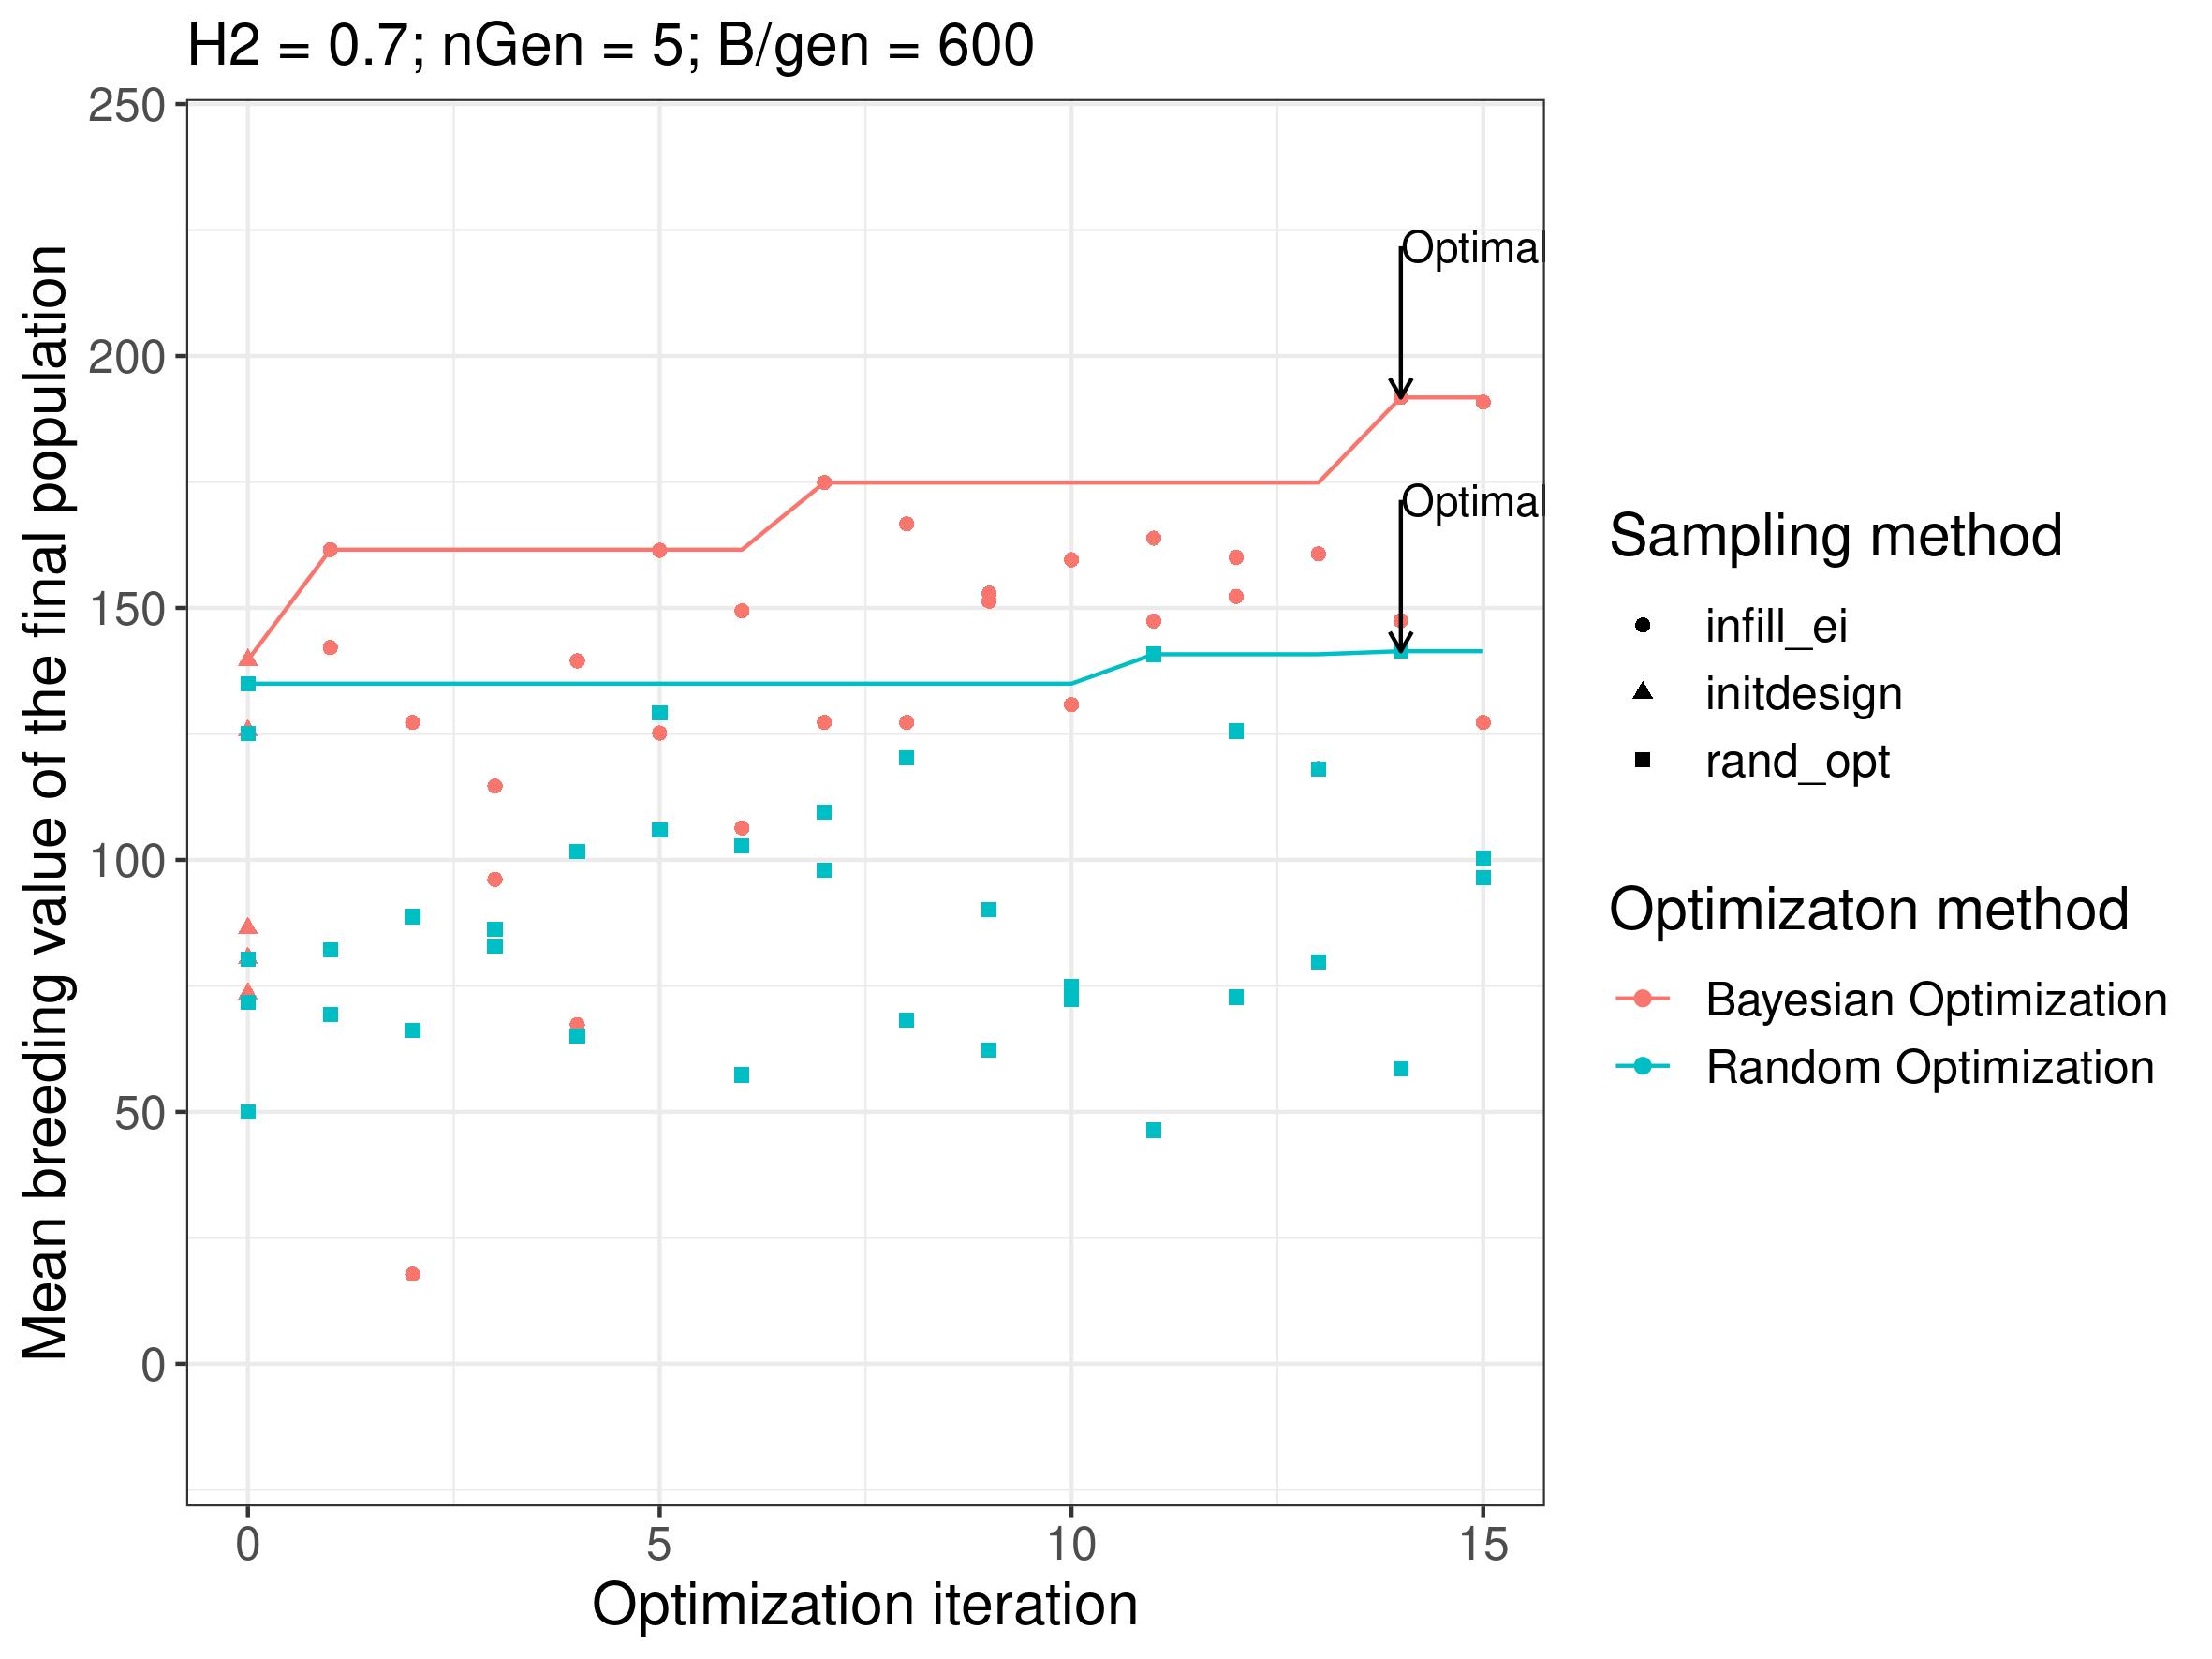 H2 = 0.7; nGen = 5; B/gen = 600
Mean breeding value of the final population
250
200
150
100
50
0
Optimal
Optimal
0
5
10
15
Optimization iteration
Sampling method
infill_ei
initdesign
rand_opt
Optimizaton method
Bayesian Optimization
Random Optimization